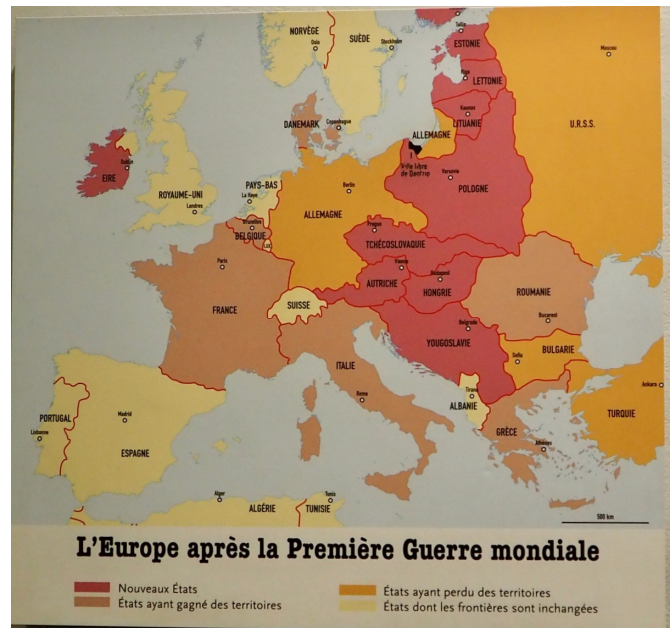 NORVÈGE
Oslo
SUÈDE
Stockholm
Tallin
ESTONIE
Moscou
Riga
LETTONIE
DANEMARK
Copenhague
Kaunas
LITUANIE
U.R.S.S.
ALLEMAGNE
Ville libre
de Dantzig
EIRE
Dublin
ROYAUME-UNI
Londres
PAYS-BAS
La Haye
Berlin
Varsovie
POLOGNE
ALLEMAGNE
Bruxelles
BELGIQUE
LUX.
Prague
TCHÉCOSLOVAQUIE
Paris
Vienne
AUTRICHE
Budapest
HONGRIE
ROUMANIE
Bucarest
FRANCE
SUISSE
Belgrade
YOUGOSLAVIE
BULGARIE
Sofia
ITALIE
Rome
Tirana
ALBANIE
Ankara
TURQUIE
GRÈCE
Athènes
PORTUGAL
Lisbonne
Madrid
ESPAGNE
Alger
ALGÉRIE
Tunis
TUNISIE
500 km
L'Europe après la Première Guerre mondiale
Nouveaux États
États ayant gagné des territoires
États ayant perdu des territoires
États dont les frontières sont inchangées